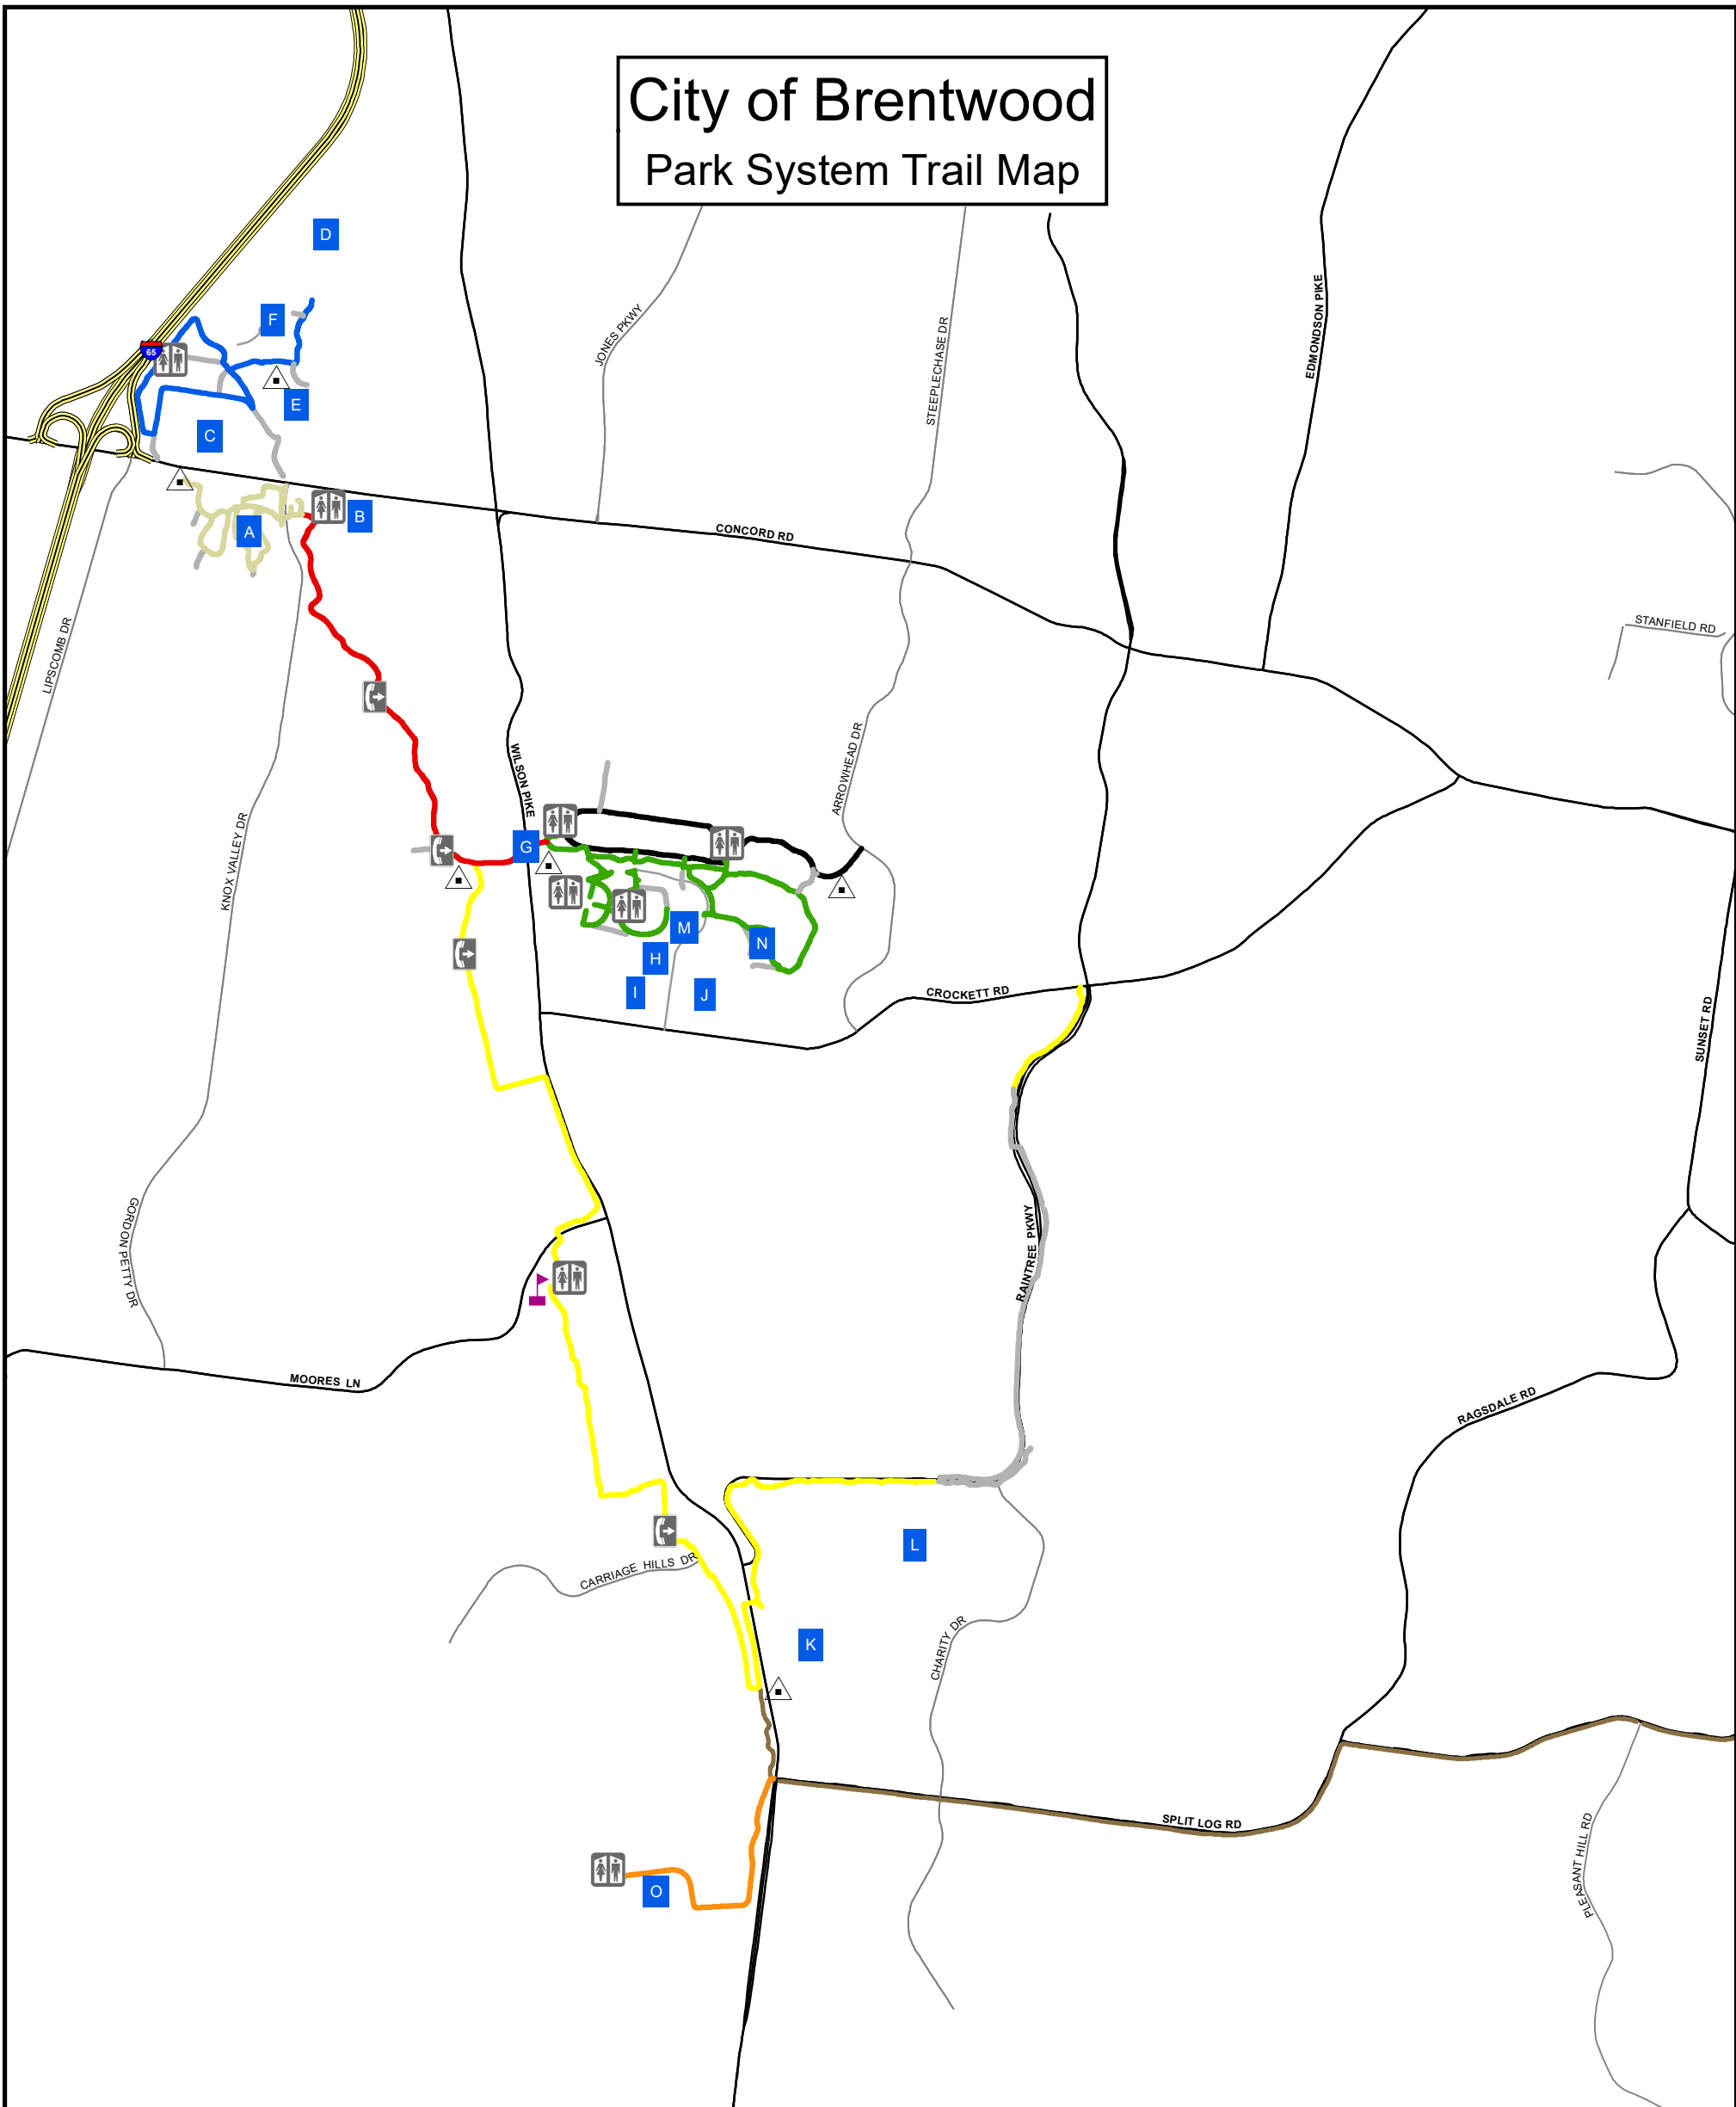 City of Brentwood
Park System Trail Map
D
F
JONES PKWY
STEEPLECHASE DR
EDMONDSON PIKE
65
E
C
B
A
CONCORD RD
STANFIELD RD
LIPSCOMB DR
WILSON PIKE
ARROWHEAD DR
KNOX VALLEY DR
G
M
N
H
I
J
CROCKETT RD
SUNSET RD
GORDON PETTY DR
RAINTREE PKWY
MOORES LN
RAGSDALE RD
L
CARRIAGE HILLS DR
K
CHARITY DR
SPLIT LOG RD
PLEASANT HILL RD
O